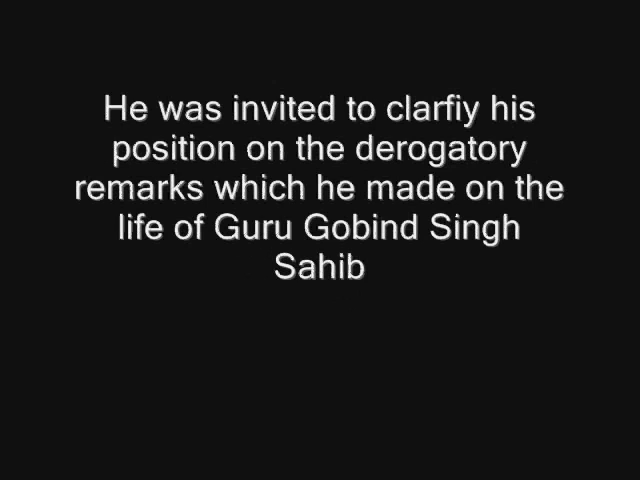 He was invited to clarfiy his
position on the derogatory
remarks which he made on the
life of Guru Gobind Singh
Sahib